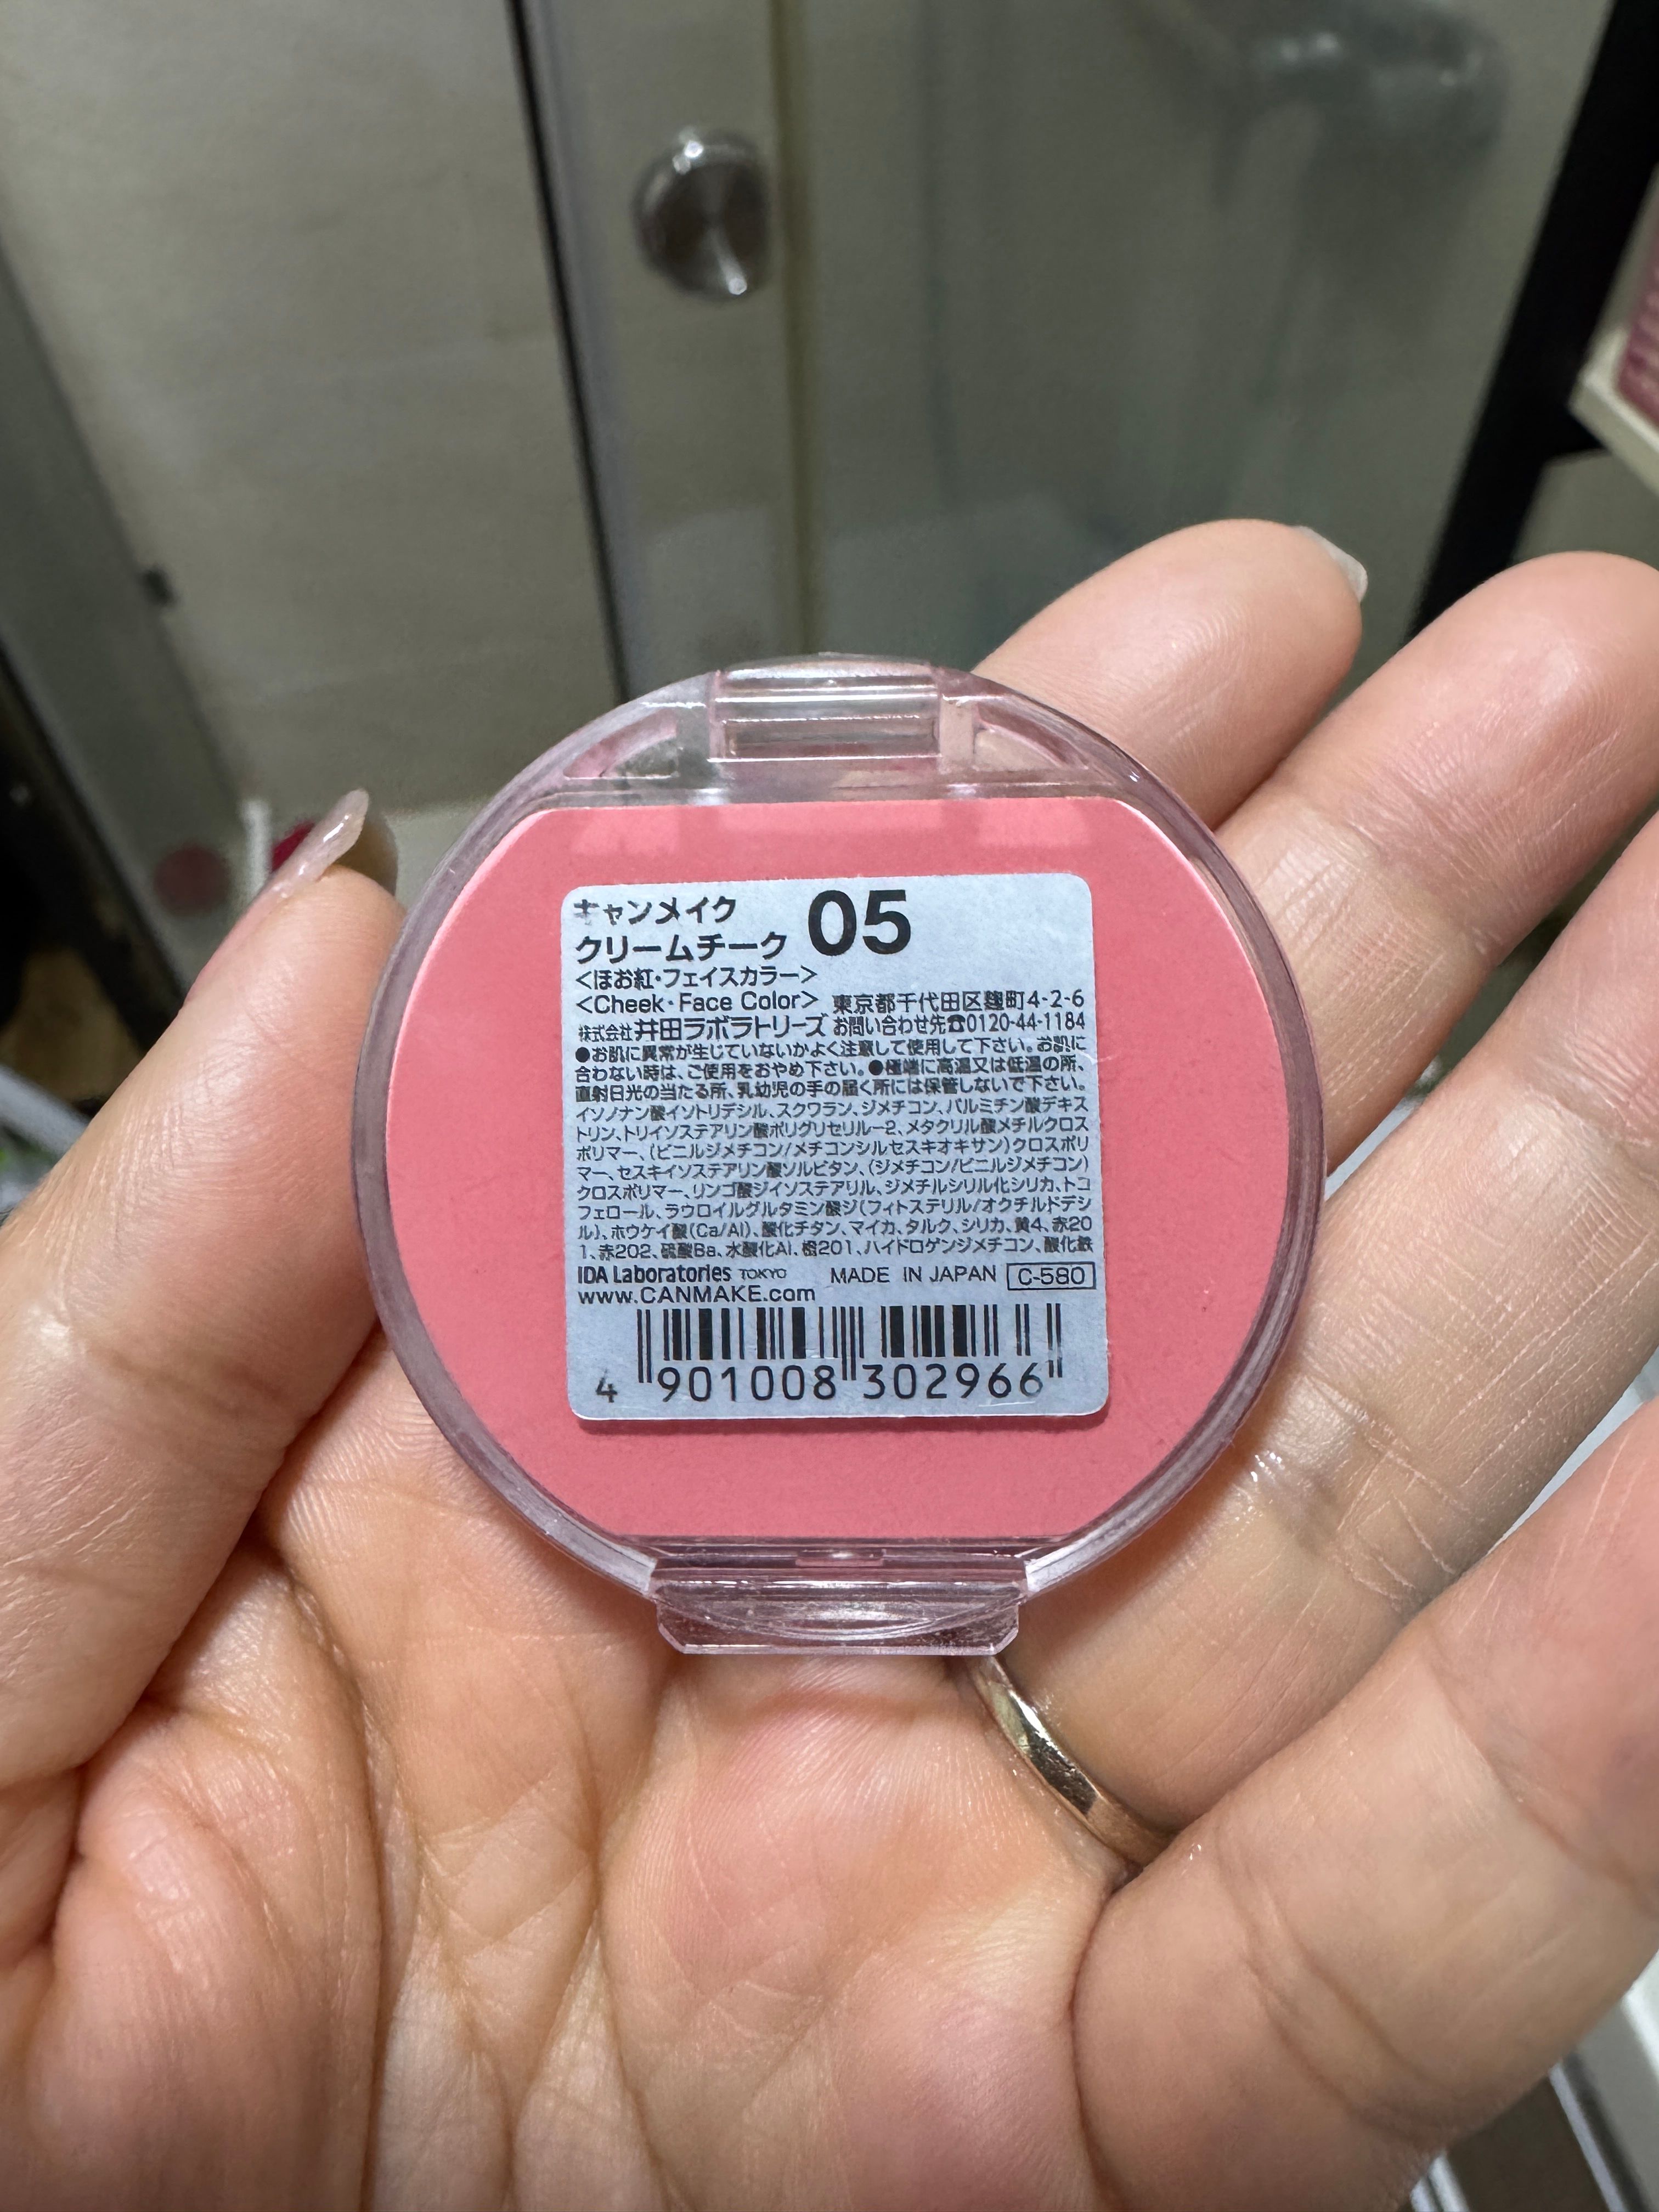 キャンメイク 05
クリームチーク
<ほお紅・フェイスカラー>
<Cheek・Face Color> 東京都千代田区麹町4-2-6
株式会社井田ラボラトリーズ お問い合わせ先☎0120-44-1184
●お肌に異常が生じていないかよく注意して使用して下さい。お肌に
合わない時は、ご使用をおやめ下さい。●極端に高温又は低温の所、
直射日光の当たる所、乳幼児の手の届く所には保管しないで下さい。
イソノナン酸イソトリデシル、スクワラン、ジメチコン、パルミチン酸デキス
トリン、トリイソステアリン酸ポリグリセリル-2、メタクリル酸メチルクロス
ポリマー、(ビニルジメチコン/メチコンシルセスキオキサン)クロスポリ
マー、セスキイソステアリン酸ソルビタン、(ジメチコン/ビニルジメチコン)
クロスポリマー、リンゴ酸ジイソステアリル、ジメチルシリル化シリカ、トコ
フェロール、ラウロイルグルタミン酸ジ(フィトステリル/オクチルドデシ
ル)、ホウケイ酸(Ca/Al)、酸化チタン、マイカ、タルク、シリカ、黄4、赤20
1、赤202、硫酸Ba、水酸化Al、橙201、ハイドロゲンジメチコン、酸化鉄
IDA Laboratories TOKYO MADE IN JAPAN C-580
www.CANMAKE.com
4 901008 302966